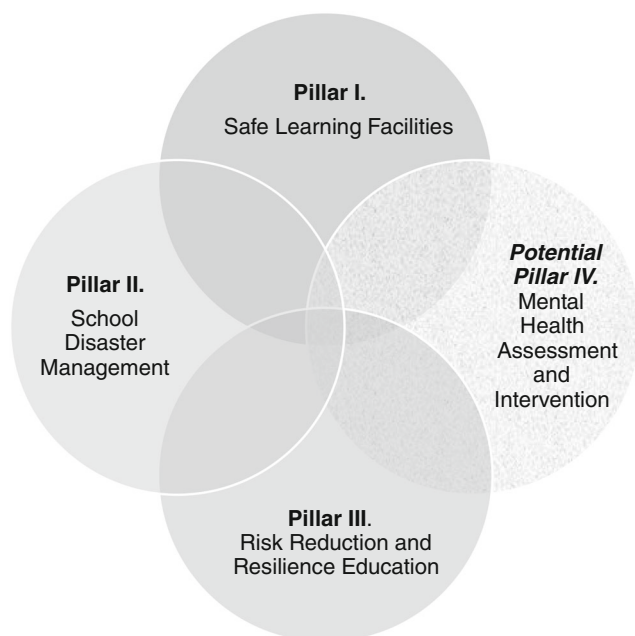 Pillar I.
Safe Learning Facilities
Pillar II.
School
Disaster
Management
Potential
Pillar IV.
Mental
Health
Assessment
and
Intervention
Pillar III.
Risk Reduction and
Resilience Education